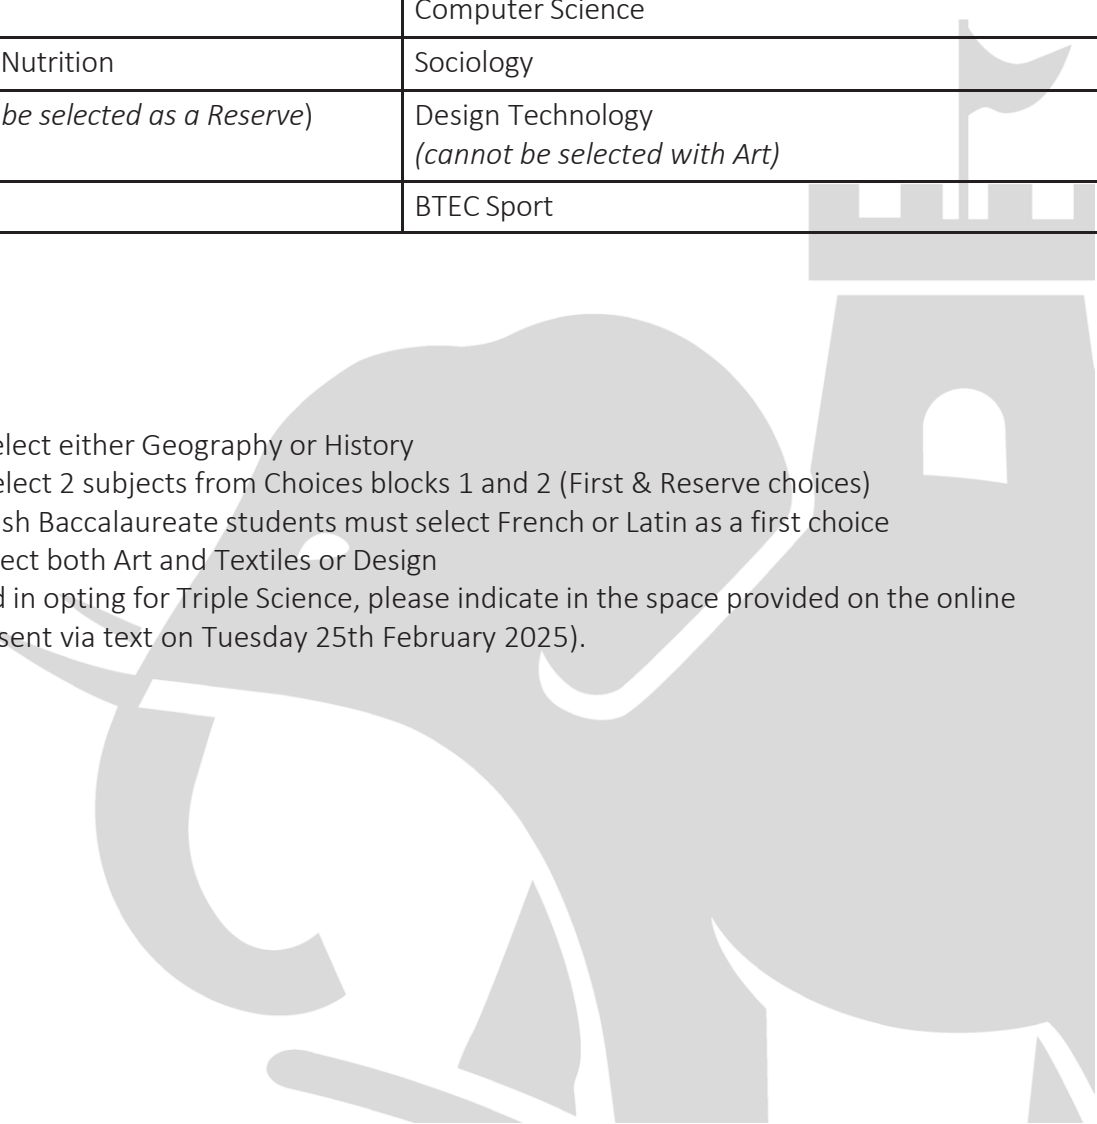 Computer Science
Nutrition
Sociology
be selected as a Reserve)
Design Technology
(cannot be selected with Art)
BTEC Sport
elect either Geography or History
elect 2 subjects from Choices blocks 1 and 2 (First & Reserve choices)
ish Baccalaureate students must select French or Latin as a first choice
ect both Art and Textiles or Design
d in opting for Triple Science, please indicate in the space provided on the online
sent via text on Tuesday 25th February 2025).